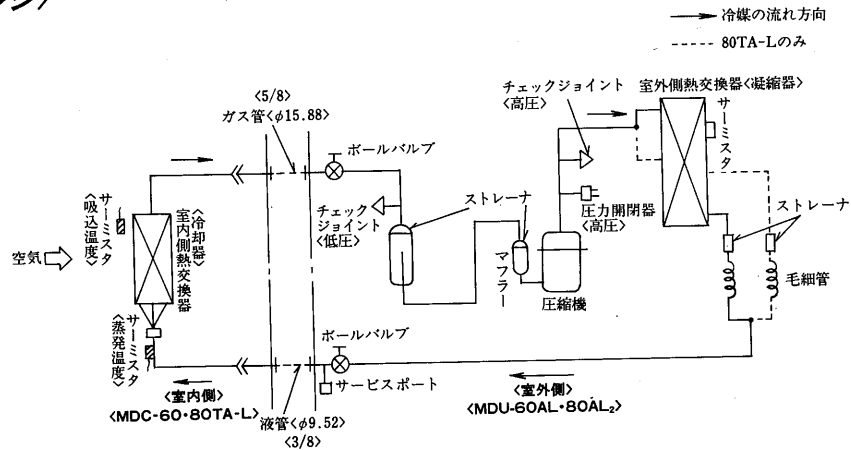 冷媒の流れ方向
80TA-Lのみ
チェックジョイント
〈高圧〉
室外側熱交換器〈凝縮器〉
サーミスタ
〈5/8〉
ガス管〈φ15.88〉
ボールバルブ
チェック
ジョイント
〈低圧〉
ストレーナ
マフラー
圧縮機
圧力開閉器
〈高圧〉
ストレーナ
毛細管
空気
サーミスタ
〈吸込温度〉
〈冷却器〉
室内側熱交換器
サーミスタ
〈蒸発温度〉
ボールバルブ
サービスポート
〈室内側〉
〈MDC-60・80TA-L〉
液管〈φ9.52〉
〈3/8〉
〈室外側〉
〈MDU-60AL・80AL₂〉